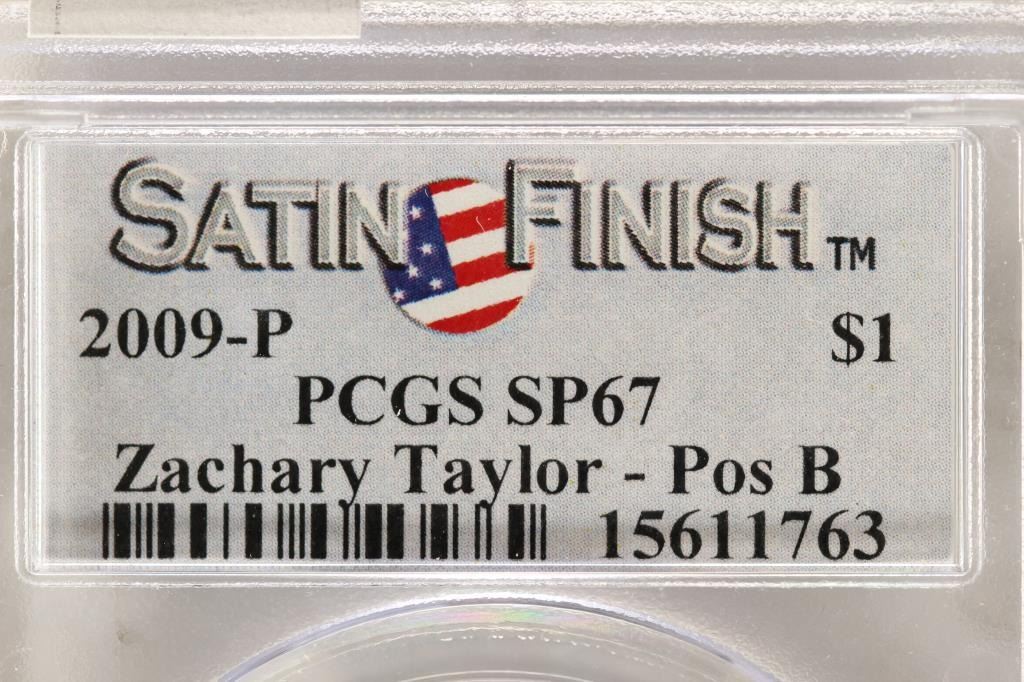 SATIN FINISH™
2009-P $1
PCGS SP67
Zachary Taylor - Pos B
15611763